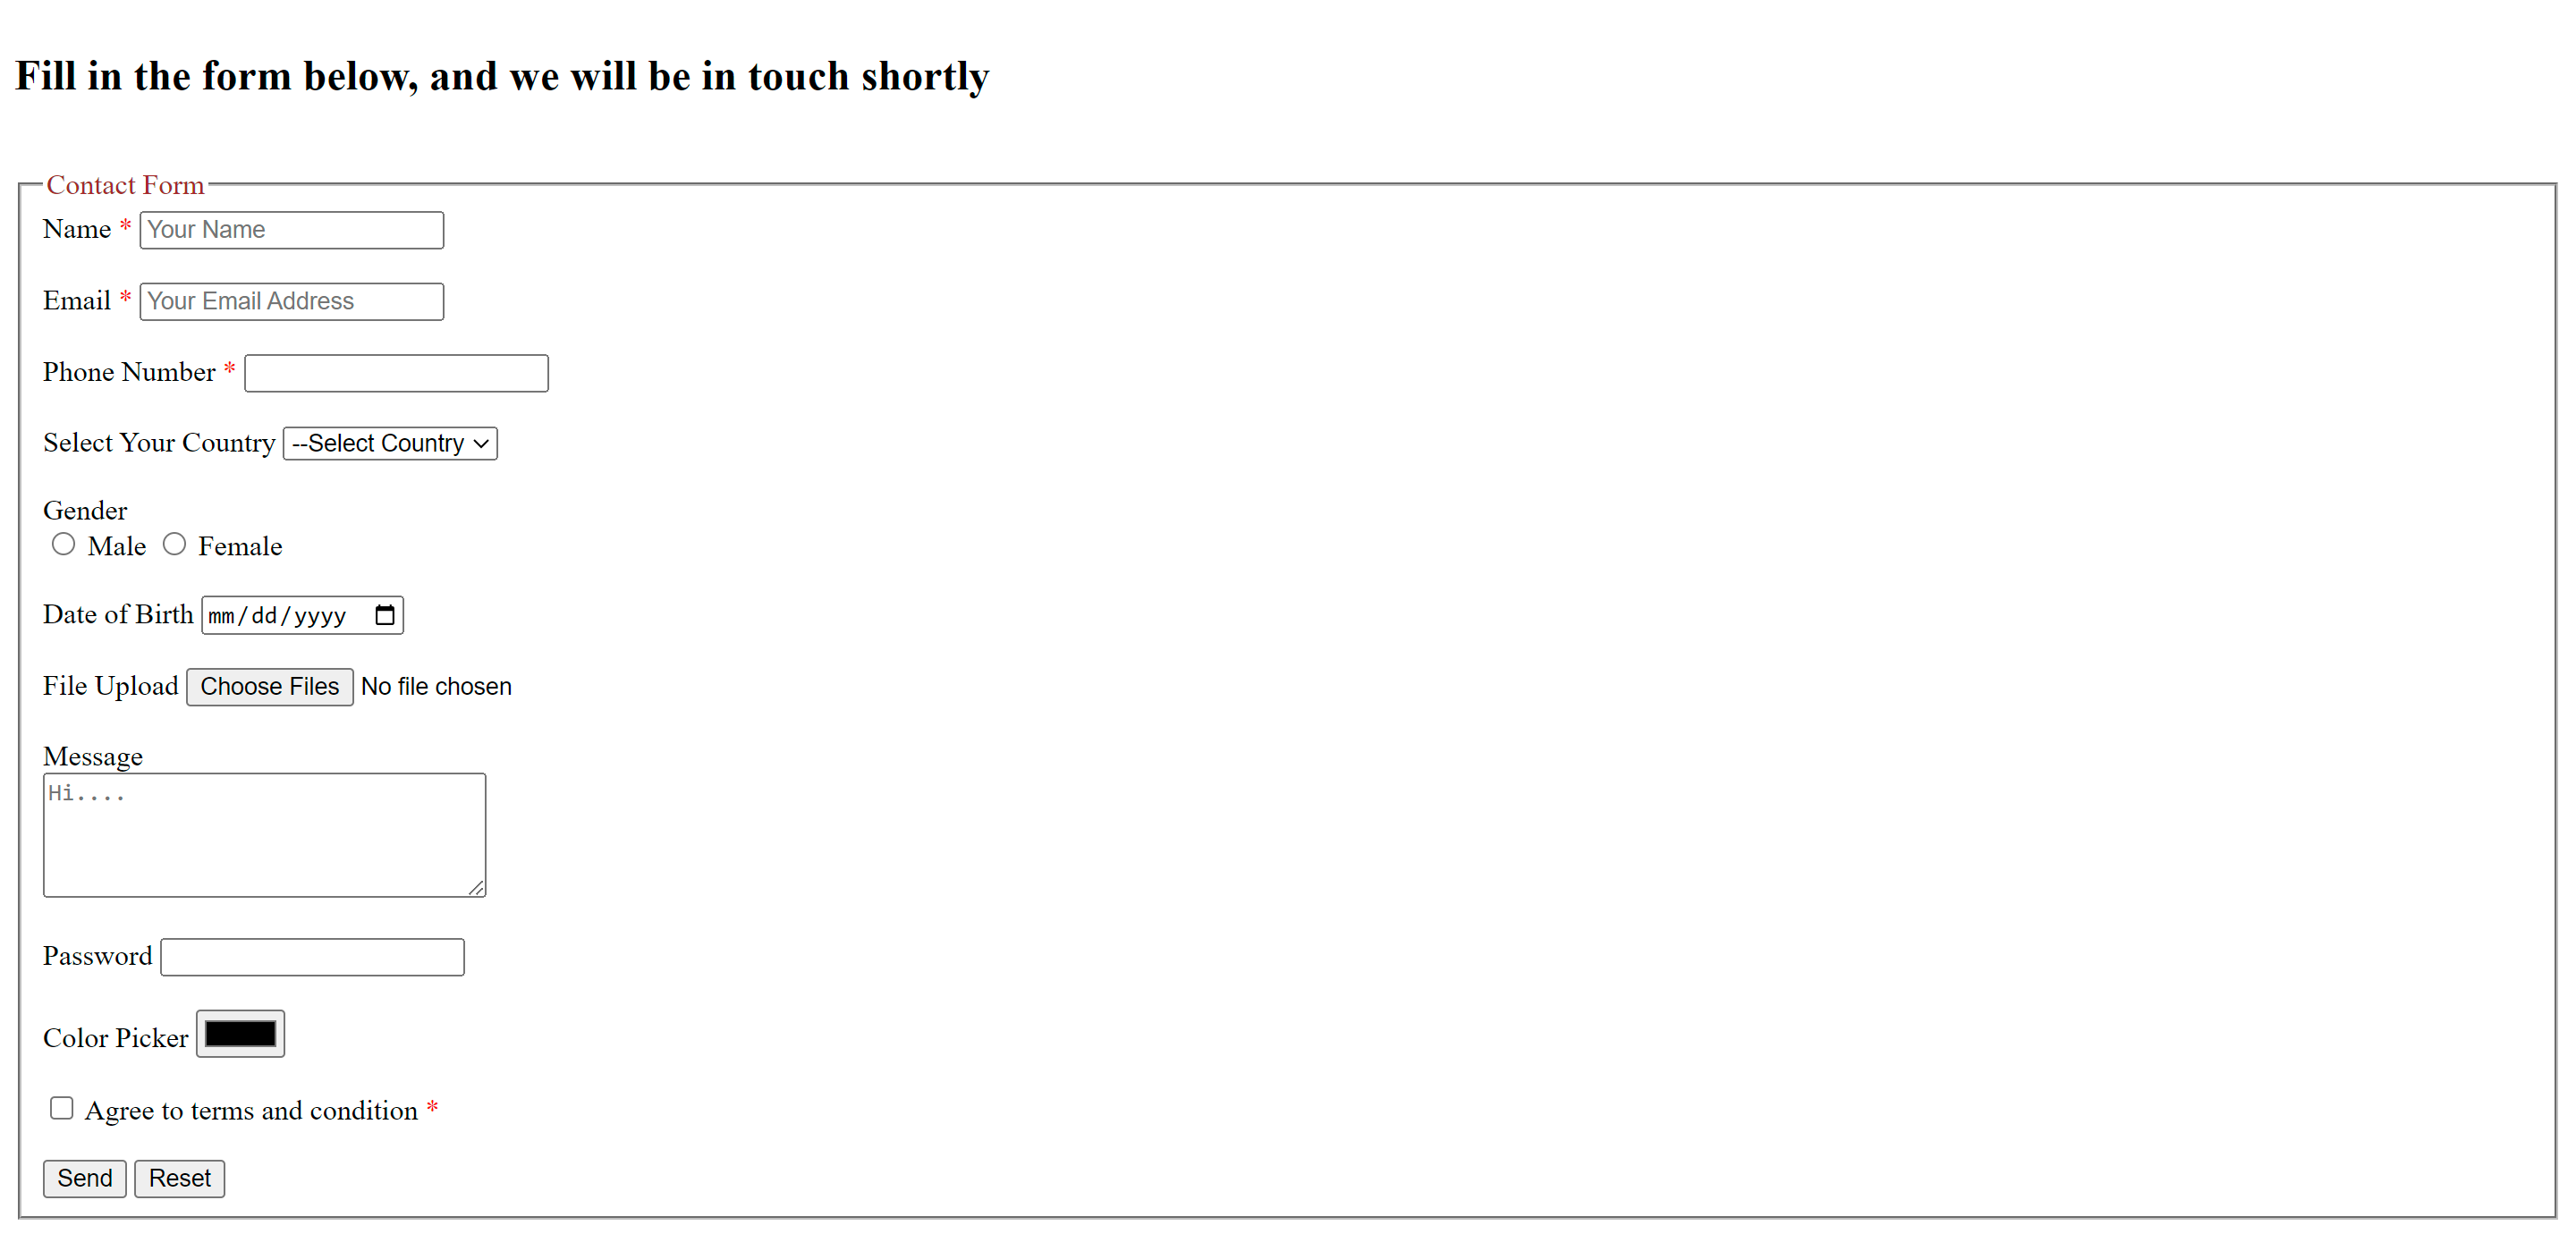 Fill in the form below, and we will be in touch shortly
Contact Form
Name * Your Name
Email * Your Email Address
Phone Number *
Select Your Country --Select Country
Gender
Male Female
Date of Birth mm/dd/yyyy
File Upload Choose Files No file chosen
Message
Hi....
Password
Color Picker
Agree to terms and condition *
Send Reset